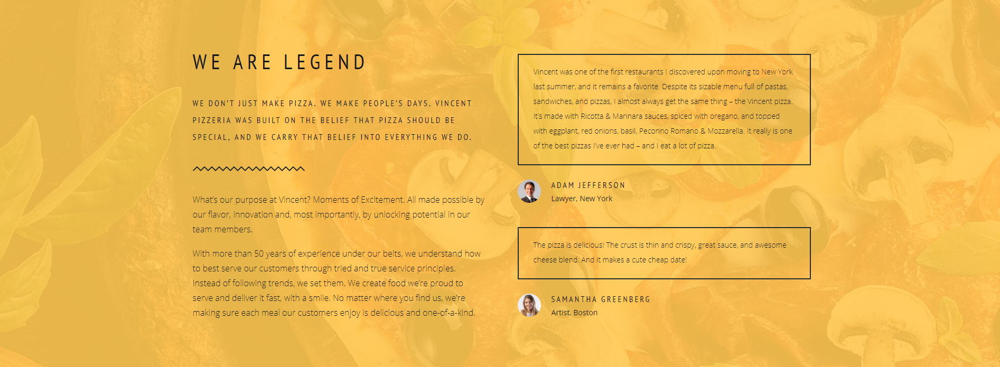 WE ARE LEGEND
WE DON’T JUST MAKE PIZZA. WE MAKE PEOPLE’S DAYS. VINCENT
PIZZERIA WAS BUILT ON THE BELIEF THAT PIZZA SHOULD BE
SPECIAL, AND WE CARRY THAT BELIEF INTO EVERYTHING WE DO.
What’s our purpose at Vincent? Moments of Excitement. All made possible by
our flavor, innovation and, most importantly, by unlocking potential in our
team members.
With more than 50 years of experience under our belts, we understand how
to best serve our customers through tried and true service principles.
Instead of following trends, we set them. We create food we’re proud to
serve and deliver it fast, with a smile. No matter where you find us, we’re
making sure each meal our customers enjoy is delicious and one-of-a-kind.
Vincent was one of the first restaurants I discovered upon moving to New York
last summer, and it remains a favorite. Despite its sizable menu full of pastas,
sandwiches, and pizzas, I almost always get the same thing – the Vincent pizza.
It’s made with Ricotta & Marinara sauces, spiced with oregano, and topped
with eggplant, red onions, basil, Pecorino Romano & Mozzarella. It really is one
of the best pizzas I’ve ever had – and I eat a lot of pizza.
ADAM JEFFERSON
Lawyer, New York
The pizza is delicious! The crust is thin and crispy, great sauce, and awesome
cheese blend. And it makes a cute cheap date!
SAMANTHA GREENBERG
Artist, Boston